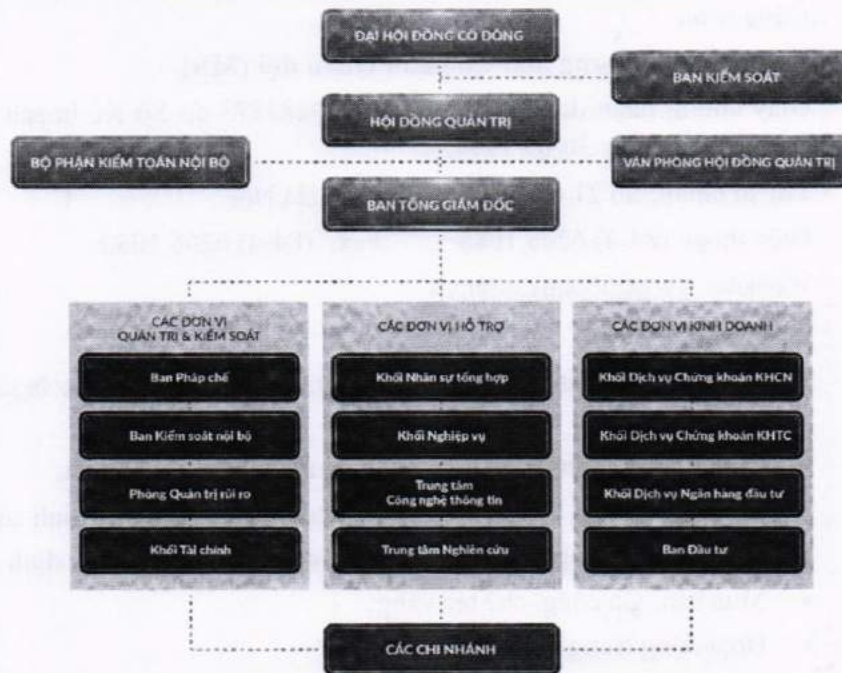 ĐẠI HỘI ĐỒNG CỔ ĐÔNG
BAN KIỂM SOÁT
HỘI ĐỒNG QUẢN TRỊ
BỘ PHẬN KIỂM TOÁN NỘI BỘ
VĂN PHÒNG HỘI ĐỒNG QUẢN TRỊ
BAN TỔNG GIÁM ĐỐC
CÁC ĐƠN VỊ
QUẢN TRỊ & KIỂM SOÁT
Ban Pháp chế
Ban Kiểm soát nội bộ
Phòng Quản trị rủi ro
Khối Tài chính
CÁC ĐƠN VỊ HỖ TRỢ
Khối Nhân sự tổng hợp
Khối Nghiệp vụ
Trung tâm
Công nghệ thông tin
Trung tâm Nghiên cứu
CÁC ĐƠN VỊ KINH DOANH
Khối Dịch vụ Chứng khoán KHCN
Khối Dịch vụ Chứng khoán KHTC
Khối Dịch vụ Ngân hàng đầu tư
Ban Đầu tư
CÁC CHI NHÁNH